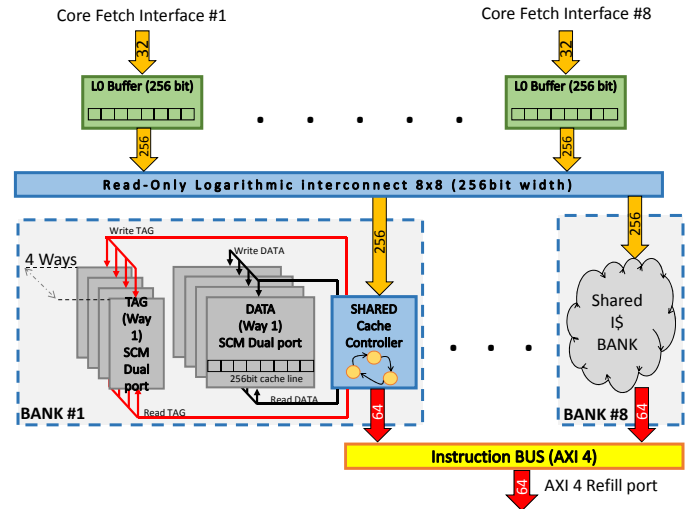 Core Fetch Interface #1
Core Fetch Interface #8
32
32
L0 Buffer (256 bit)
L0 Buffer (256 bit)
256
256
Read-Only Logarithmic interconnect 8x8 (256bit width)
Write TAG
256
256
Write DATA
4 Ways
TAG
(Way
1)
SCM
Dual
port
DATA
(Way 1)
SCM Dual port
256bit cache line
SHARED
Cache
Controller
Shared
I$
BANK
Read TAG
Read DATA
BANK #1
64
BANK #8
64
Instruction BUS (AXI 4)
64
AXI 4 Refill port